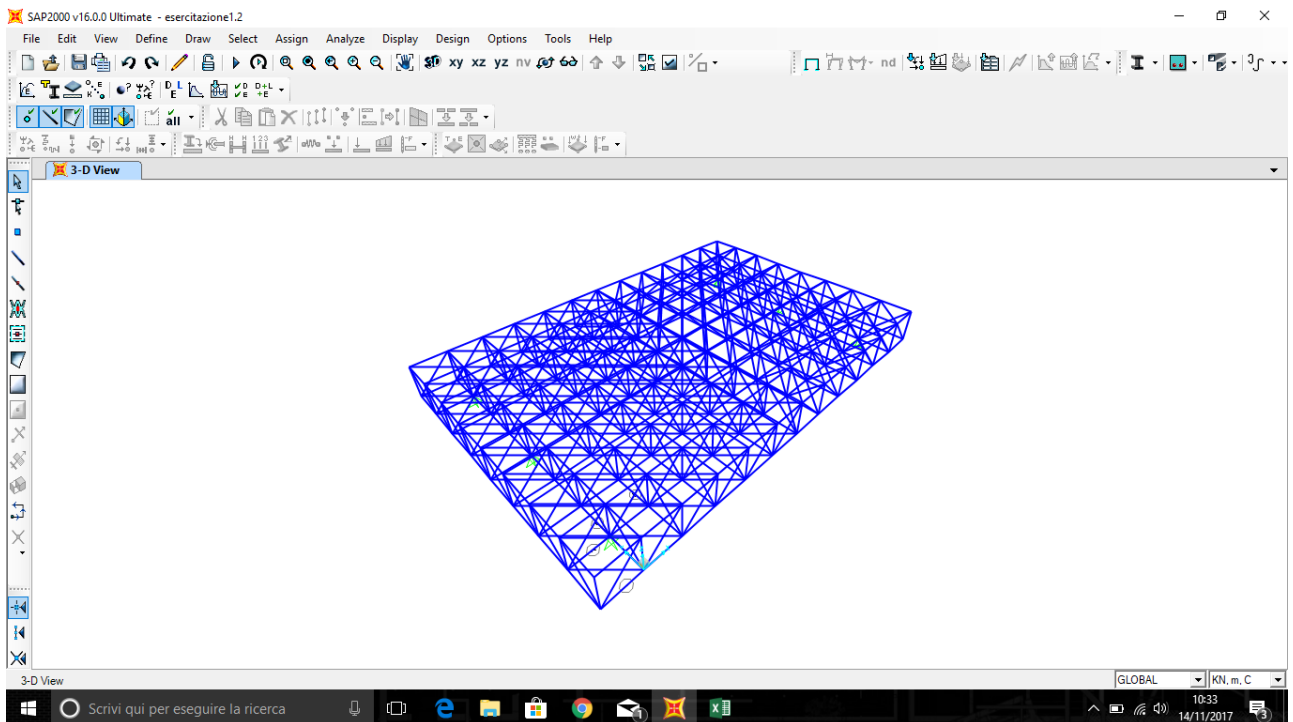 SAP2000 v16.0.0 Ultimate - esercitazione1.2
File Edit View Define Draw Select Assign Analyze Display Design Options Tools Help
xy xz yz nv
nd
all
3-D View
3-D View
GLOBAL
KN, m, C
Scrivi qui per eseguire la ricerca
10:33
14/11/2017